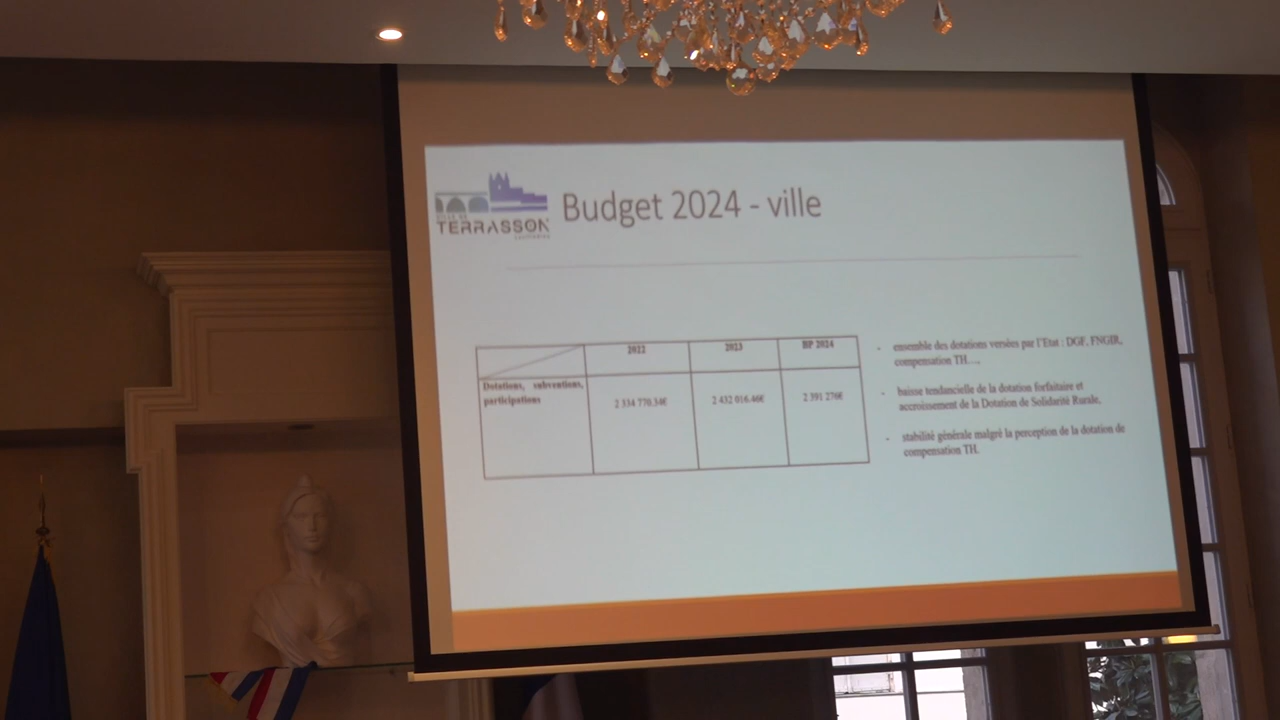 VILLE DE
TERRASSON
Budget 2024 - ville
2022 2023 BP 2024
Dotations, subventions,
participations
2 334 770.34€ 2 432 016.46€ 2 391 276€
- ensemble des dotations versées par l'Etat : DGF, FNGIR,
compensation TH…,
- baisse tendancielle de la dotation forfaitaire et
accroissement de la Dotation de Solidarité Rurale,
- stabilité générale malgré la perception de la dotation de
compensation TH.